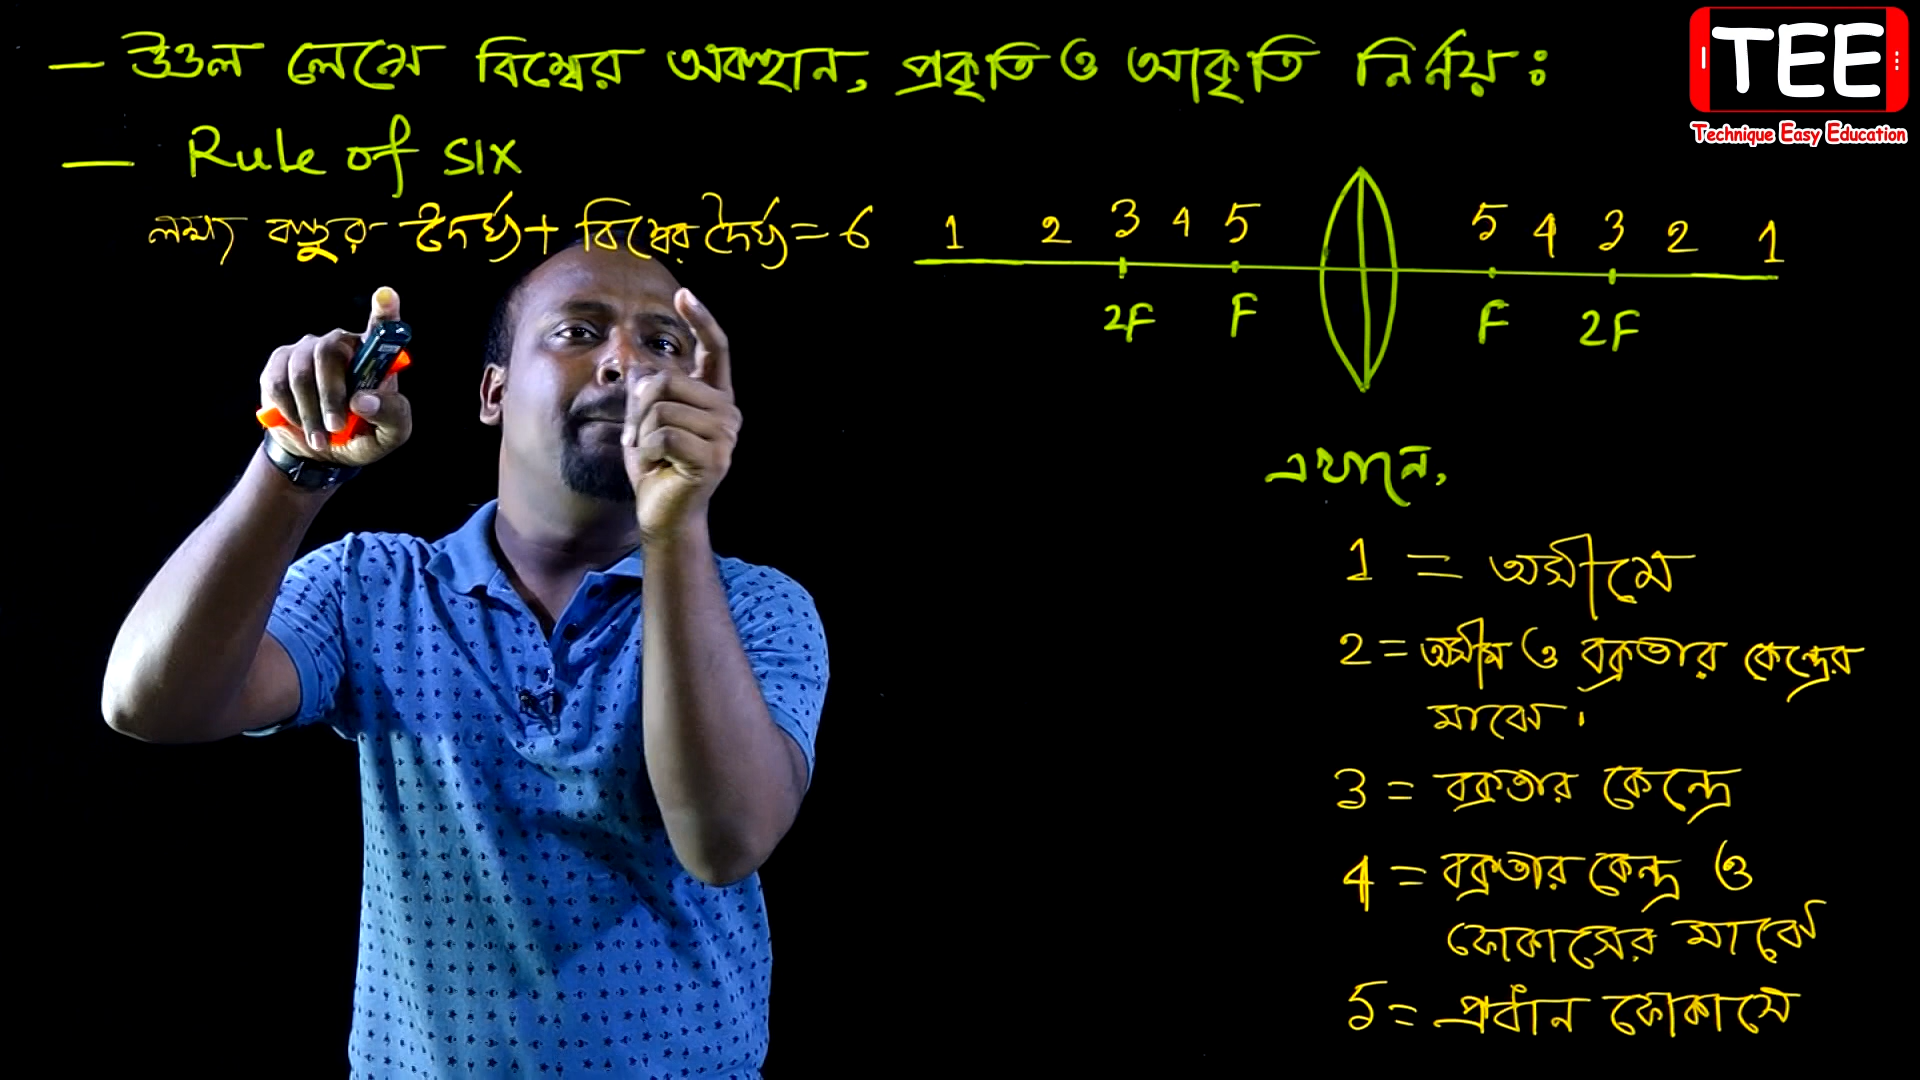 — উওল লেন্সে বিম্বের অবস্থান, প্রকৃতি ও আকৃতি নির্ণয়ঃ
TEE
Technique Easy Education
— Rule of six
লক্ষ্য বস্তুর দৈর্ঘ্য + বিম্বের দৈর্ঘ্য = 6
1 2 3 4 5 5 4 3 2 1
2F F F 2F
এখানে,
1 = অসীমে
2 = অসীম ও বক্রতার কেন্দ্রের
মাঝে।
3 = বক্রতার কেন্দ্রে
4 = বক্রতার কেন্দ্র ও
ফোকাসের মাঝে
5 = প্রধান ফোকাসে